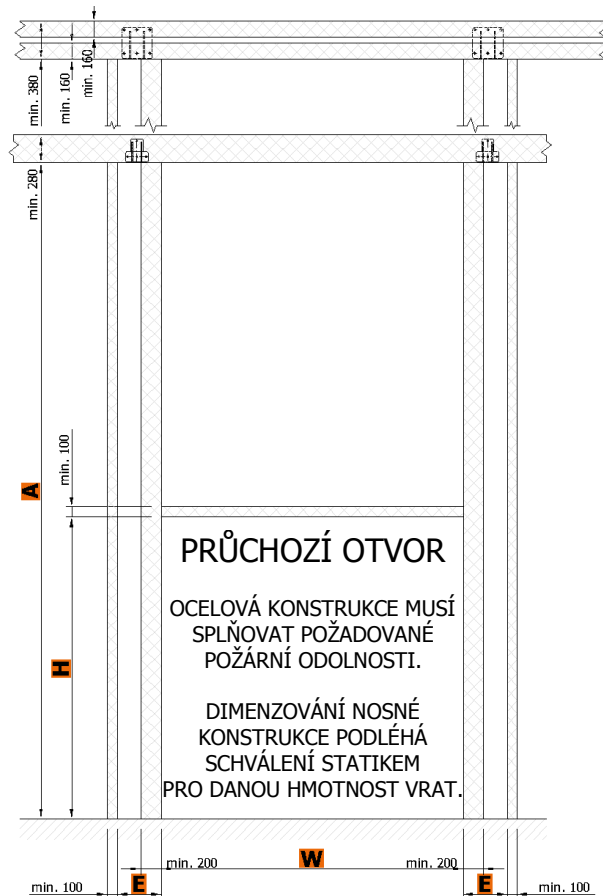 min. 380
min. 160
min. 160
min. 280
A
min. 100
PRŮCHOZÍ OTVOR
OCELOVÁ KONSTRUKCE MUSÍ
SPLŇOVAT POŽADOVANÉ
POŽÁRNÍ ODOLNOSTI.
H
DIMENZOVÁNÍ NOSNÉ
KONSTRUKCE PODLÉHÁ
SCHVÁLENÍ STATIKEM
PRO DANOU HMOTNOST VRAT.
min. 200 W min. 200
min. 100 E E min. 100